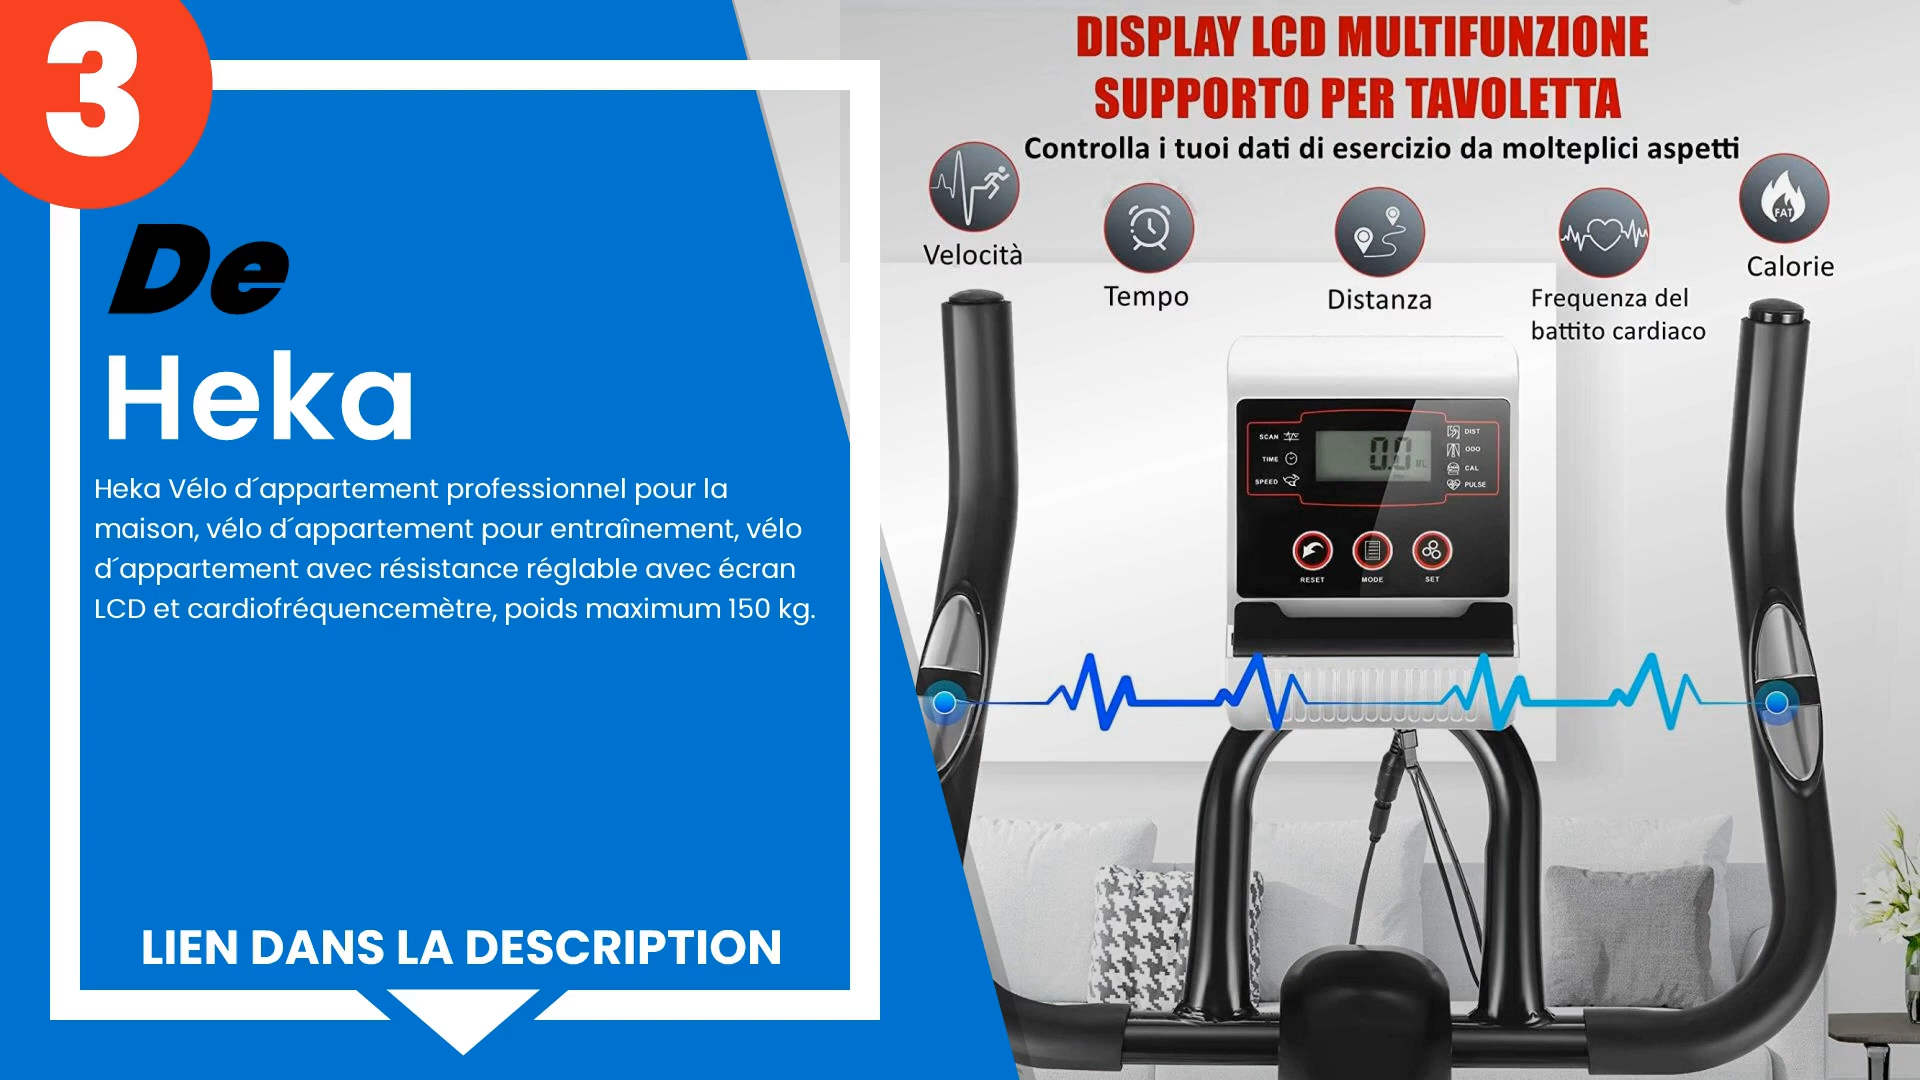 3
De
Heka
Heka Vélo d´appartement professionnel pour la
maison, vélo d´appartement pour entraînement, vélo
d´appartement avec résistance réglable avec écran
LCD et cardiofréquencemètre, poids maximum 150 kg.
LIEN DANS LA DESCRIPTION
DISPLAY LCD MULTIFUNZIONE
SUPPORTO PER TAVOLETTA
Controlla i tuoi dati di esercizio da molteplici aspetti
Velocità
Tempo
Distanza
Frequenza del
battito cardiaco
FAT
Calorie
SCAN
TIME
SPEED
0.0
DIST
ODO
CAL
PULSE
RESET
MODE
SET